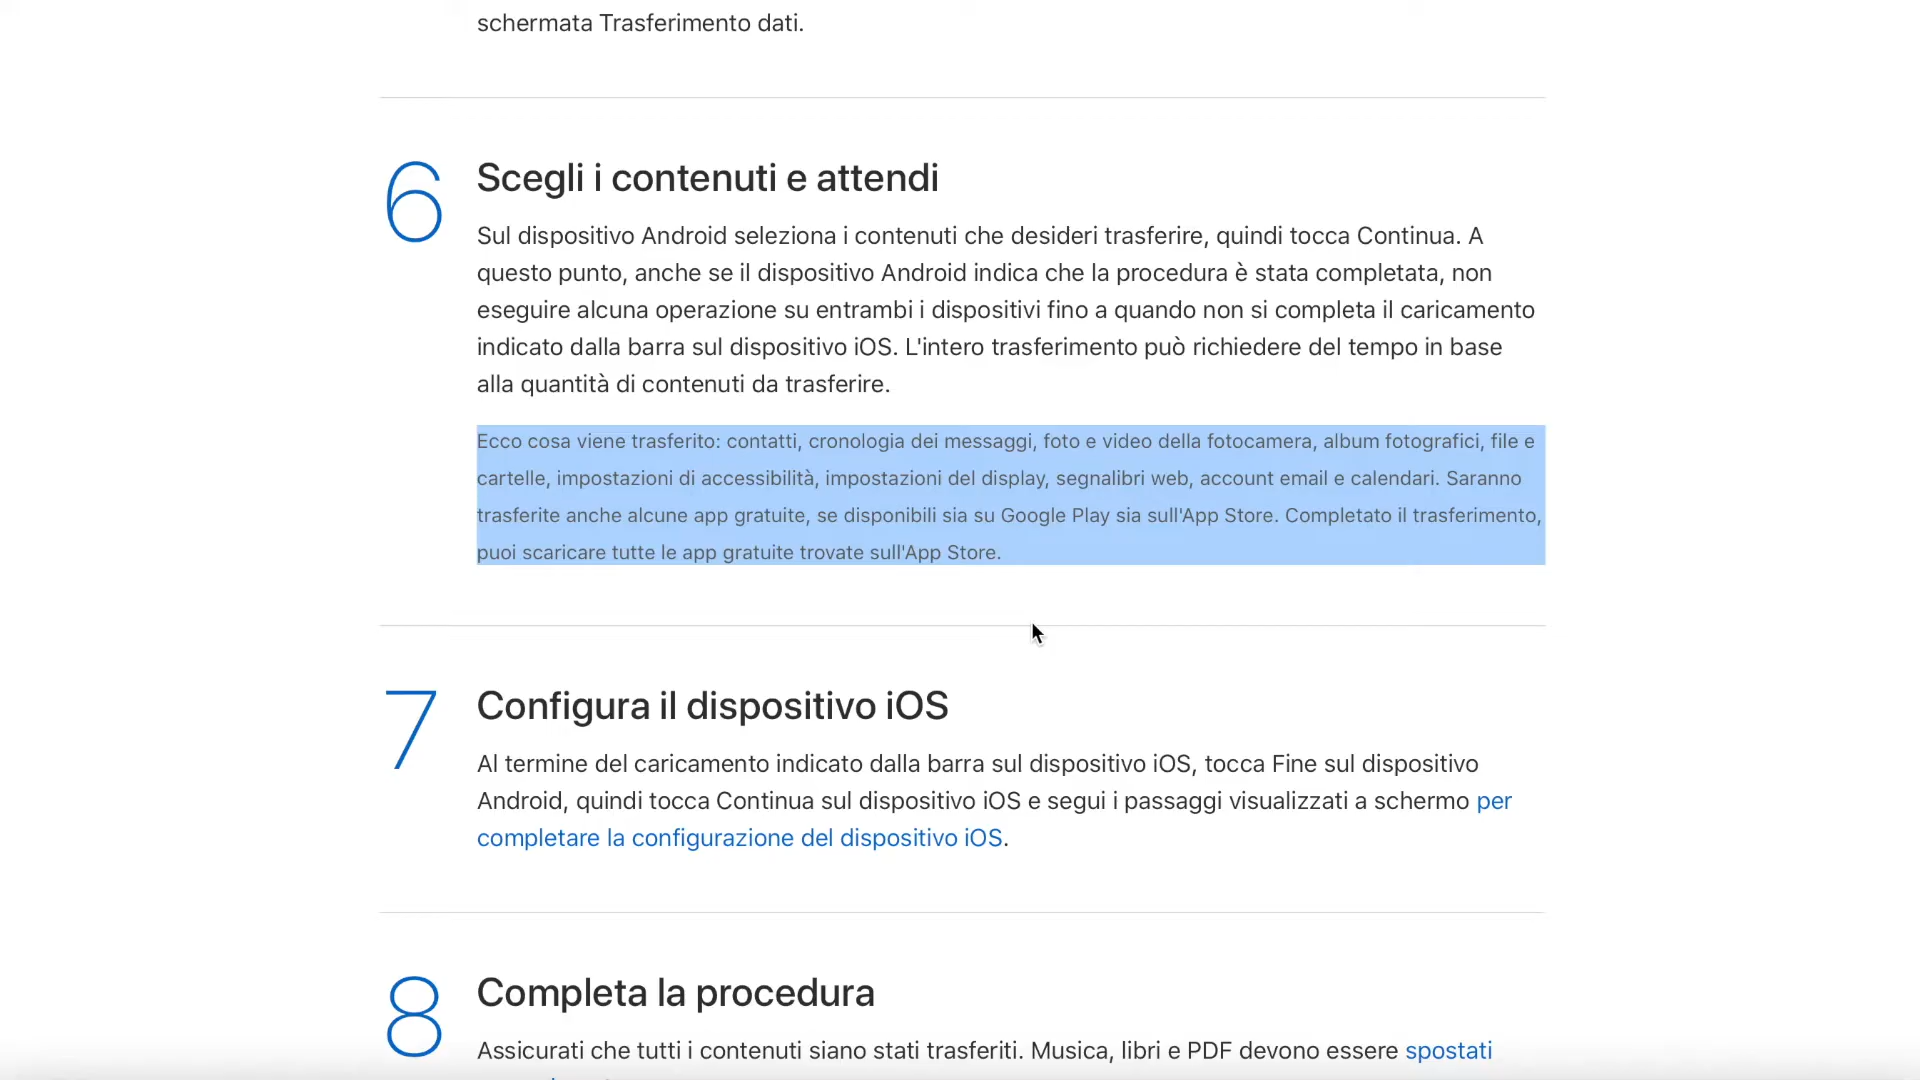 schermata Trasferimento dati.
6
Scegli i contenuti e attendi
Sul dispositivo Android seleziona i contenuti che desideri trasferire, quindi tocca Continua. A
questo punto, anche se il dispositivo Android indica che la procedura è stata completata, non
eseguire alcuna operazione su entrambi i dispositivi fino a quando non si completa il caricamento
indicato dalla barra sul dispositivo iOS. L'intero trasferimento può richiedere del tempo in base
alla quantità di contenuti da trasferire.
Ecco cosa viene trasferito: contatti, cronologia dei messaggi, foto e video della fotocamera, album fotografici, file e
cartelle, impostazioni di accessibilità, impostazioni del display, segnalibri web, account email e calendari. Saranno
trasferite anche alcune app gratuite, se disponibili sia su Google Play sia sull'App Store. Completato il trasferimento,
puoi scaricare tutte le app gratuite trovate sull'App Store.
7
Configura il dispositivo iOS
Al termine del caricamento indicato dalla barra sul dispositivo iOS, tocca Fine sul dispositivo
Android, quindi tocca Continua sul dispositivo iOS e segui i passaggi visualizzati a schermo per
completare la configurazione del dispositivo iOS.
8
Completa la procedura
Assicurati che tutti i contenuti siano stati trasferiti. Musica, libri e PDF devono essere spostati